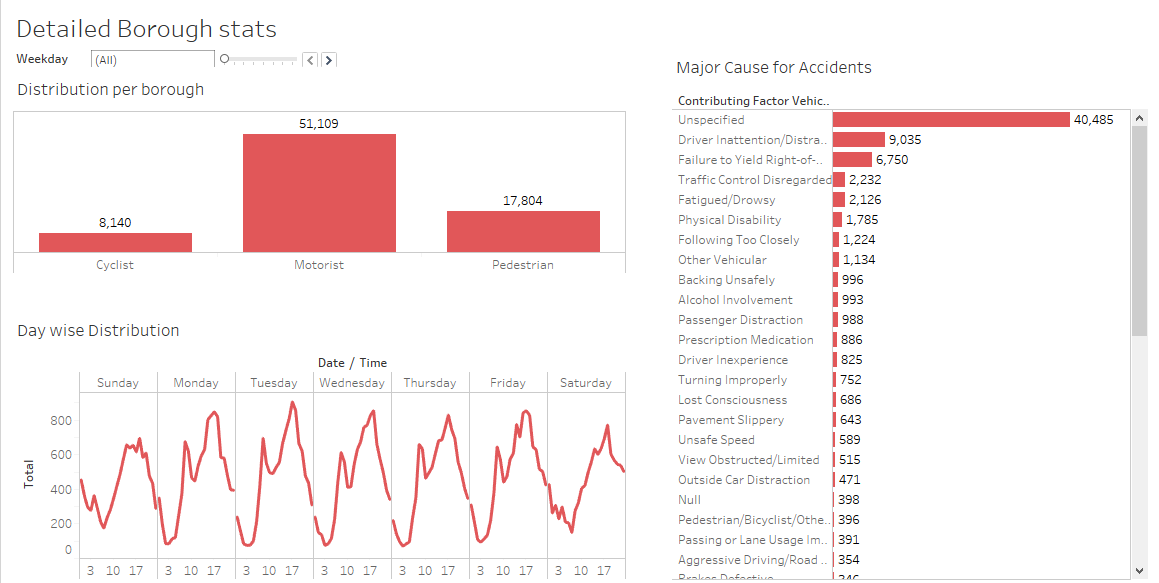 Detailed Borough stats
Weekday (All)
Distribution per borough
51,109
17,804
8,140
Cyclist Motorist Pedestrian
Day wise Distribution
Date / Time
Sunday Monday Tuesday Wednesday Thursday Friday Saturday
Total
800
600
400
200
0
3 10 17 3 10 17 3 10 17 3 10 17 3 10 17 3 10 17 3 10 17
Major Cause for Accidents
Contributing Factor Vehic..
Unspecified 40,485
Driver Inattention/Distra.. 9,035
Failure to Yield Right-of-.. 6,750
Traffic Control Disregarded 2,232
Fatigued/Drowsy 2,126
Physical Disability 1,785
Following Too Closely 1,224
Other Vehicular 1,134
Backing Unsafely 996
Alcohol Involvement 993
Passenger Distraction 988
Prescription Medication 886
Driver Inexperience 825
Turning Improperly 752
Lost Consciousness 686
Pavement Slippery 643
Unsafe Speed 589
View Obstructed/Limited 515
Outside Car Distraction 471
Null 398
Pedestrian/Bicyclist/Othe.. 396
Passing or Lane Usage Im.. 391
Aggressive Driving/Road .. 354
Brakes Defective 346